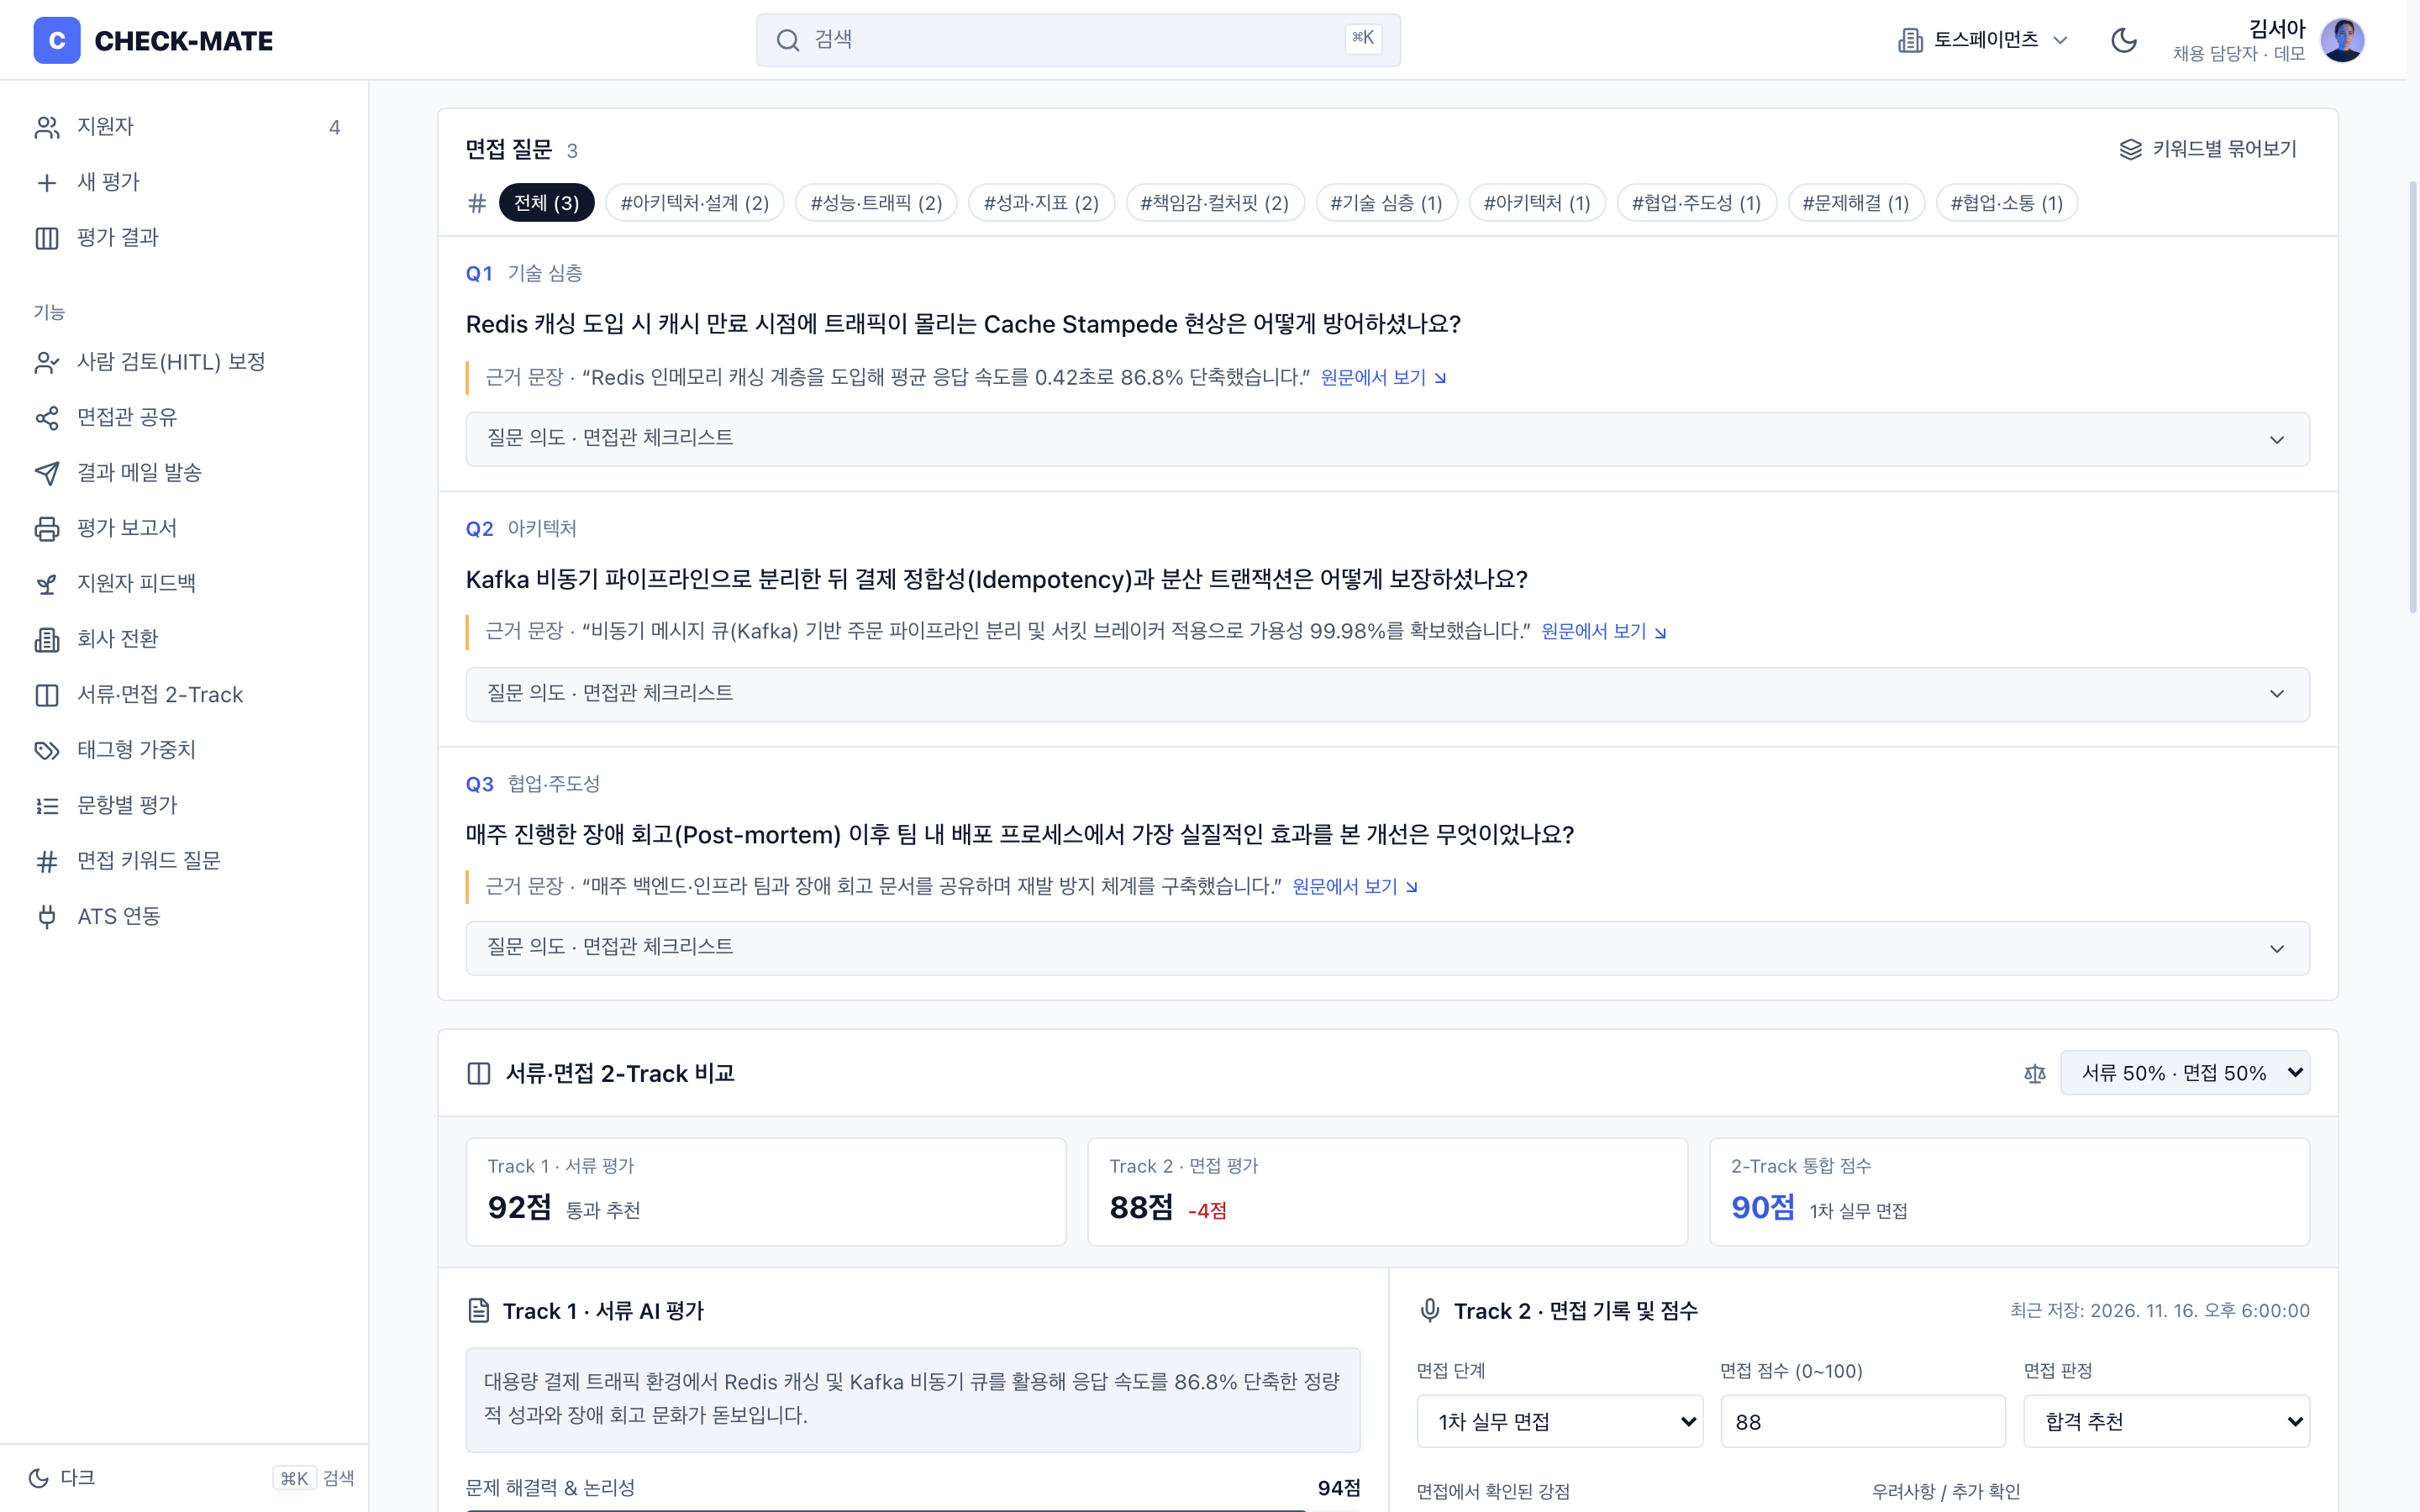 C CHECK-MATE
검색 ⌘K
토스페이먼츠
김서아
채용 담당자 · 데모
지원자 4
새 평가
평가 결과
기능
사람 검토(HITL) 보정
면접관 공유
결과 메일 발송
평가 보고서
지원자 피드백
회사 전환
서류·면접 2-Track
태그형 가중치
문항별 평가
면접 키워드 질문
ATS 연동
다크 ⌘K 검색
면접 질문 3
키워드별 묶어보기
전체 (3) #아키텍처·설계 (2) #성능·트래픽 (2) #성과·지표 (2) #책임감·컬처핏 (2) #기술 심층 (1) #아키텍처 (1) #협업·주도성 (1) #문제해결 (1) #협업·소통 (1)
Q1 기술 심층
Redis 캐싱 도입 시 캐시 만료 시점에 트래픽이 몰리는 Cache Stampede 현상은 어떻게 방어하셨나요?
근거 문장 · “Redis 인메모리 캐싱 계층을 도입해 평균 응답 속도를 0.42초로 86.8% 단축했습니다.” 원문에서 보기
질문 의도 · 면접관 체크리스트
Q2 아키텍처
Kafka 비동기 파이프라인으로 분리한 뒤 결제 정합성(Idempotency)과 분산 트랜잭션은 어떻게 보장하셨나요?
근거 문장 · “비동기 메시지 큐(Kafka) 기반 주문 파이프라인 분리 및 서킷 브레이커 적용으로 가용성 99.98%를 확보했습니다.” 원문에서 보기
질문 의도 · 면접관 체크리스트
Q3 협업·주도성
매주 진행한 장애 회고(Post-mortem) 이후 팀 내 배포 프로세스에서 가장 실질적인 효과를 본 개선은 무엇이었나요?
근거 문장 · “매주 백엔드·인프라 팀과 장애 회고 문서를 공유하며 재발 방지 체계를 구축했습니다.” 원문에서 보기
질문 의도 · 면접관 체크리스트
서류·면접 2-Track 비교
서류 50% · 면접 50%
Track 1 · 서류 평가
92점 통과 추천
Track 2 · 면접 평가
88점 -4점
2-Track 통합 점수
90점 1차 실무 면접
Track 1 · 서류 AI 평가
대용량 결제 트래픽 환경에서 Redis 캐싱 및 Kafka 비동기 큐를 활용해 응답 속도를 86.8% 단축한 정량
적 성과와 장애 회고 문화가 돋보입니다.
문제 해결력 & 논리성 94점
Track 2 · 면접 기록 및 점수
최근 저장: 2026. 11. 16. 오후 6:00:00
면접 단계 면접 점수 (0~100) 면접 판정
1차 실무 면접 88 합격 추천
면접에서 확인된 강점 우려사항 / 추가 확인